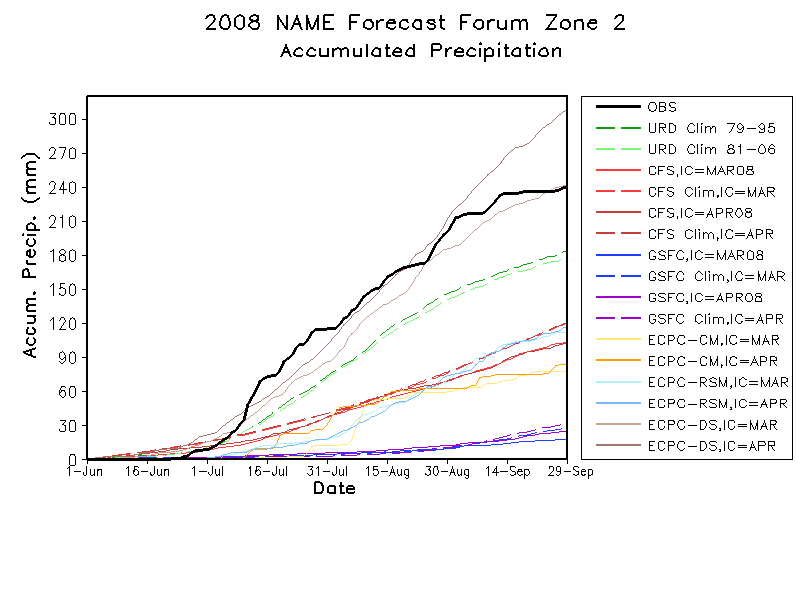 2008 NAME Forecast Forum Zone 2
Accumulated Precipitation
Accum. Precip. (mm)
300
270
240
210
180
150
120
90
60
30
0
1-Jun 16-Jun 1-Jul 16-Jul 31-Jul 15-Aug 30-Aug 14-Sep 29-Sep
Date
OBS
URD Clim 79-95
URD Clim 81-06
CFS,IC=MAR08
CFS Clim,IC=MAR
CFS,IC=APR08
CFS Clim,IC=APR
GSFC,IC=MAR08
GSFC Clim,IC=MAR
GSFC,IC=APR08
GSFC Clim,IC=APR
ECPC-CM,IC=MAR
ECPC-CM,IC=APR
ECPC-RSM,IC=MAR
ECPC-RSM,IC=APR
ECPC-DS,IC=MAR
ECPC-DS,IC=APR